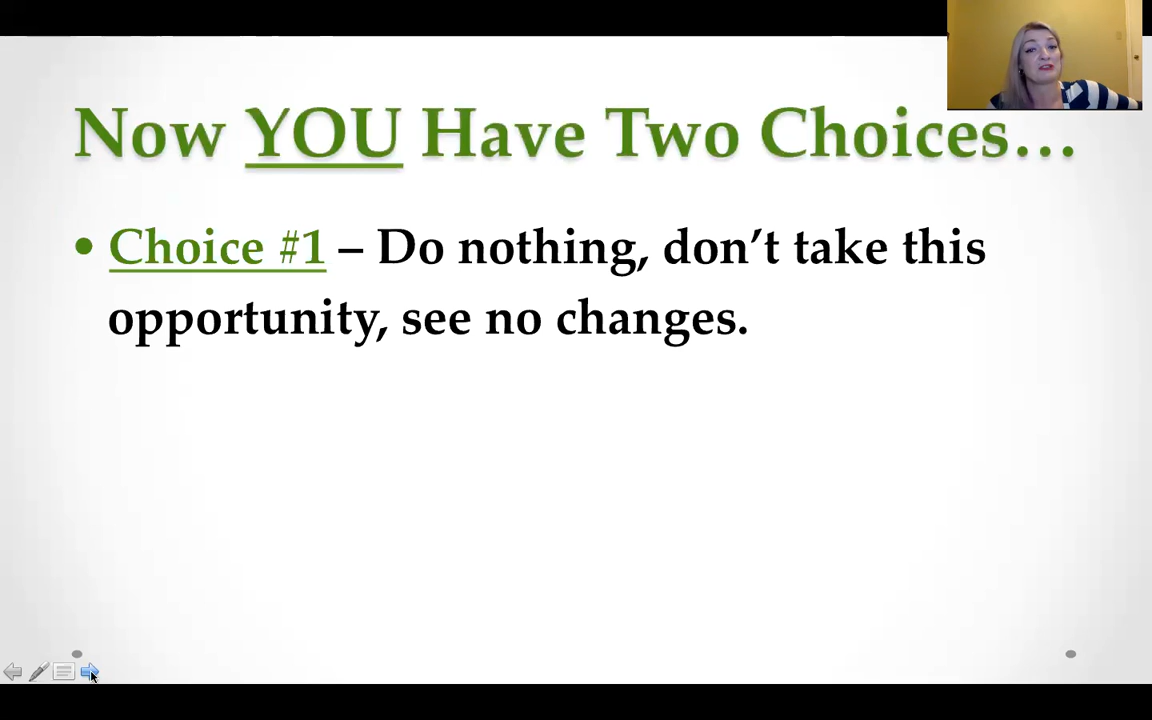 Now YOU Have Two Choices…
• Choice #1 – Do nothing, don’t take this
opportunity, see no changes.